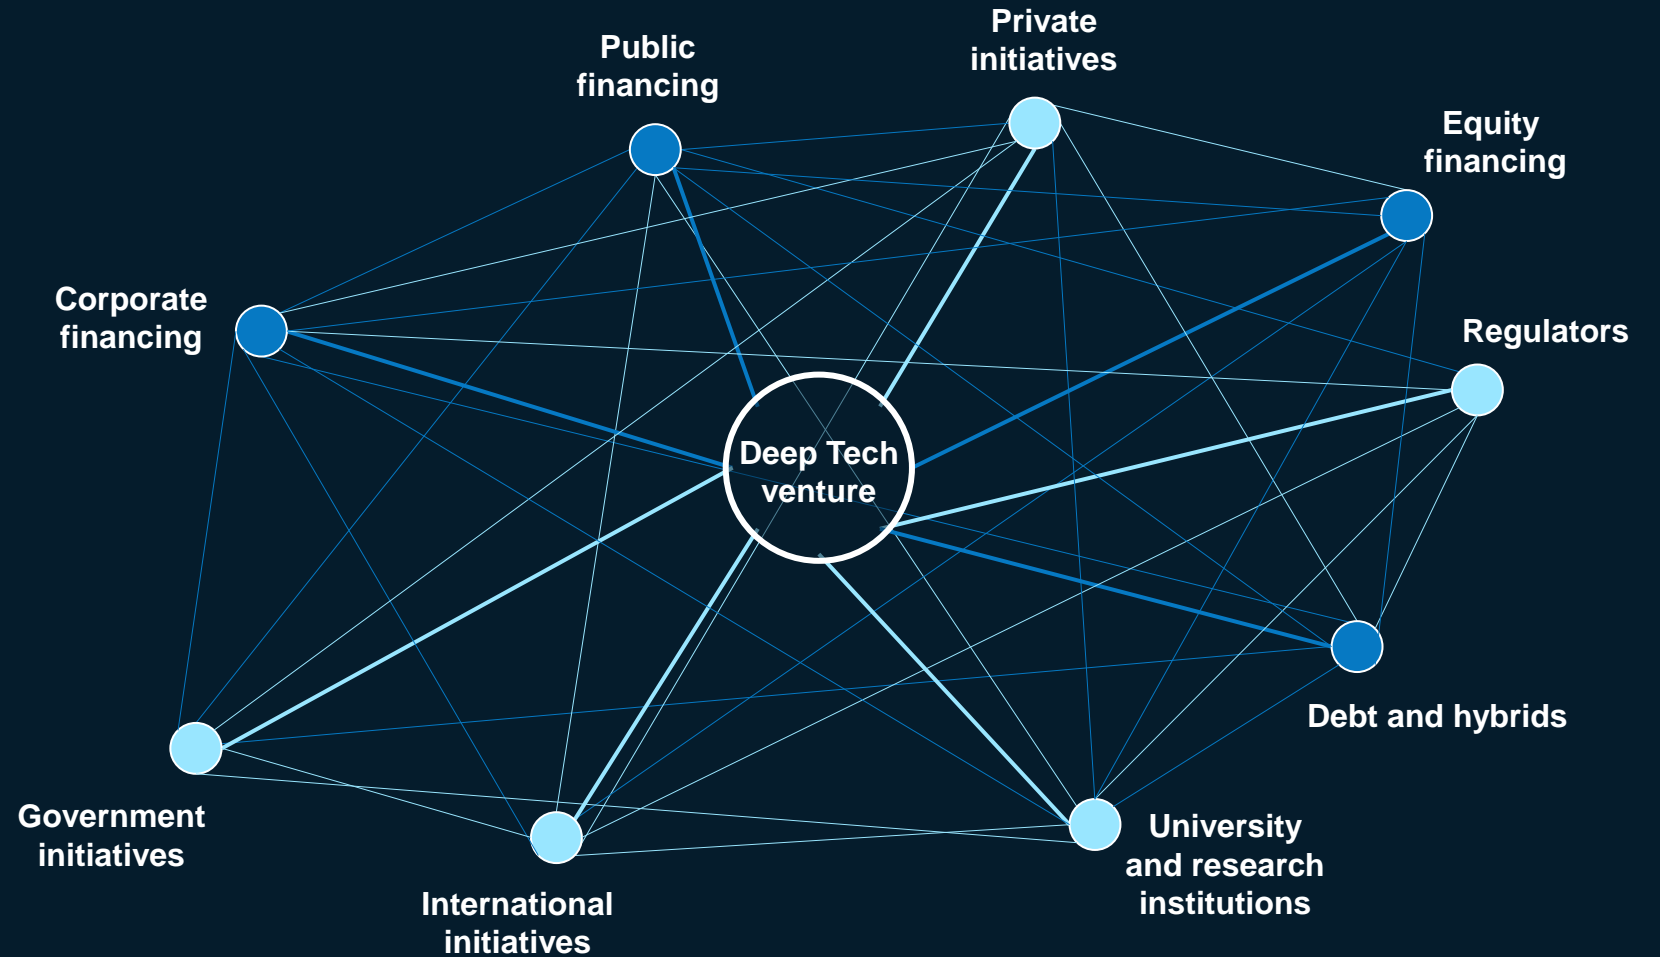 Private
initiatives
Public
financing
Equity
financing
Corporate
financing
Regulators
Deep Tech
venture
Debt and hybrids
Government
initiatives
University
and research
institutions
International
initiatives